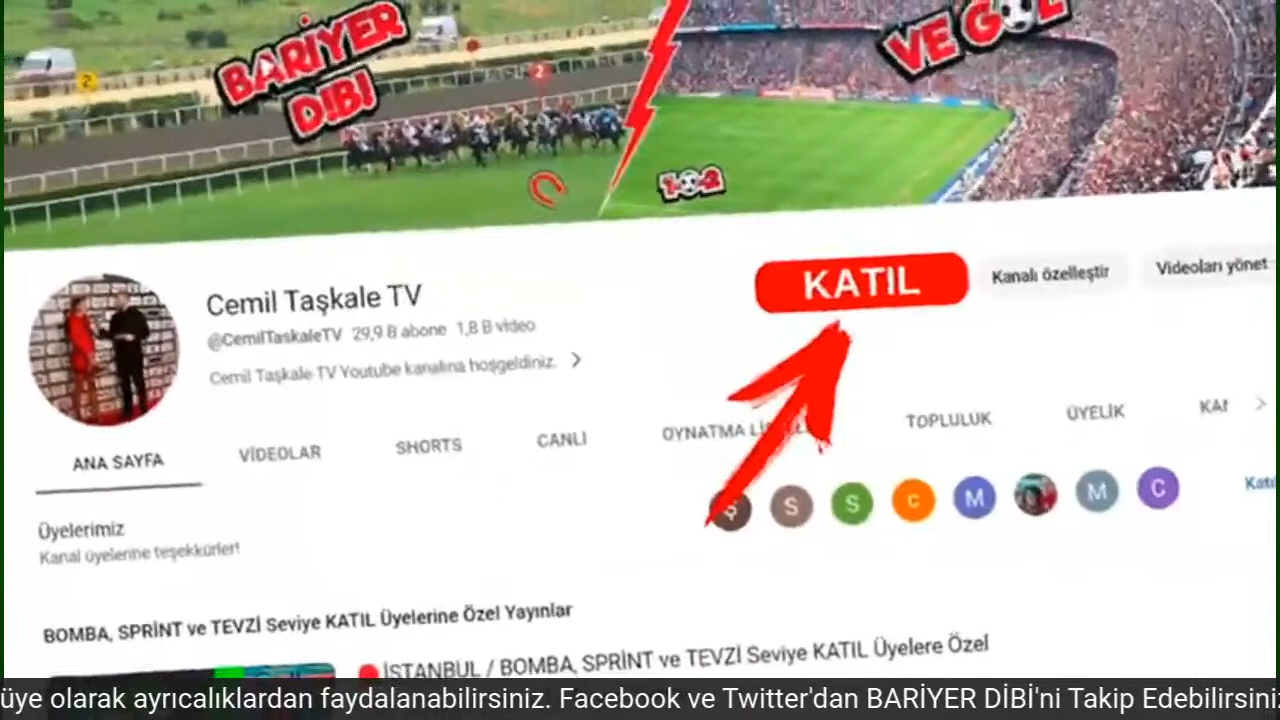 BARİYER
DİBİ
VE GOL
2
2
1 0 2
Cemil Taşkale TV
@CemilTaskaleTV 29,9 B abone 1,8 B video
Cemil Taşkale TV Youtube kanalına hoşgeldiniz.
KATIL
Kanalı özelleştir
Videoları yönet
ANA SAYFA
VİDEOLAR
SHORTS
CANLI
OYNATMA
TOPLULUK
ÜYELİK
Üyelerimiz
Kanal üyelerine teşekkürler!
Ş S S c M M C
BOMBA, SPRİNT ve TEVZİ Seviye KATIL Üyelerine Özel Yayınlar
İSTANBUL / BOMBA, SPRİNT ve TEVZİ Seviye KATIL Üyelere Özel
üye olarak ayrıcalıklardan faydalanabilirsiniz. Facebook ve Twitter'dan BARİYER DİBİ'ni Takip Edebilirsiniz